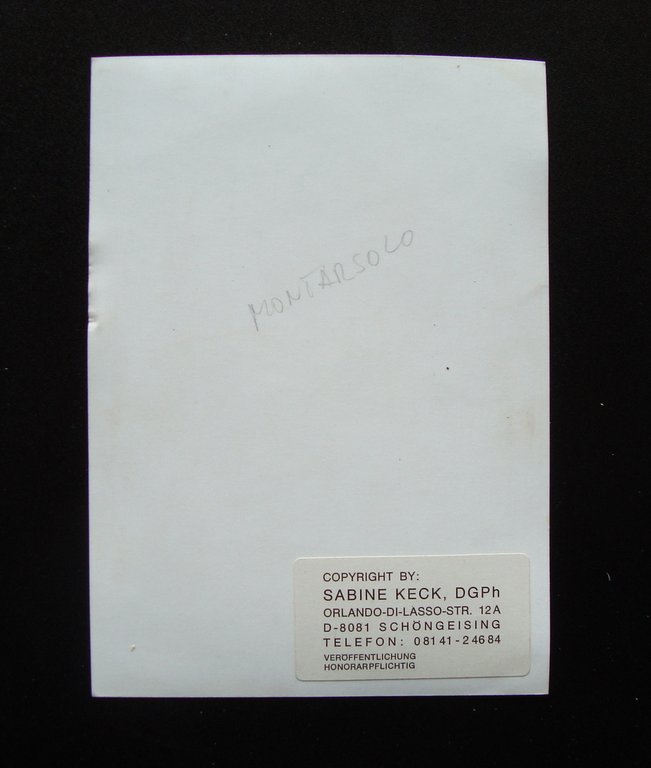 MONTARSOLO
COPYRIGHT BY:
SABINE KECK, DGPh
ORLANDO-DI-LASSO-STR. 12A
D-8081 SCHÖNGEISING
TELEFON: 08141-24684
VERÖFFENTLICHUNG
HONORARPFLICHTIG